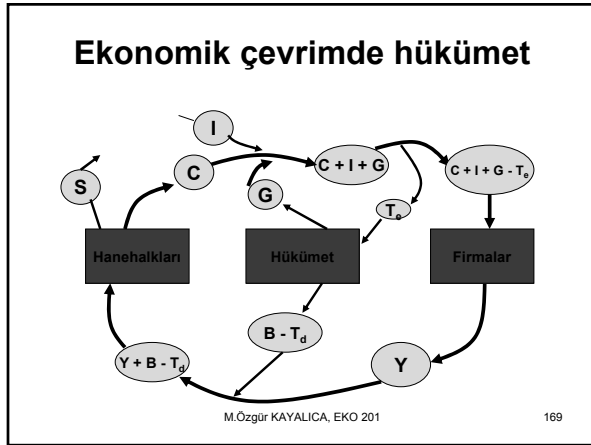 Ekonomik çevrimde hükümet
I
C
C + I + G
C + I + G - Te
S
G
Te
Hanehalkları
Hükümet
Firmalar
B - Td
Y + B - Td
Y
M.Özgür KAYALICA, EKO 201
169